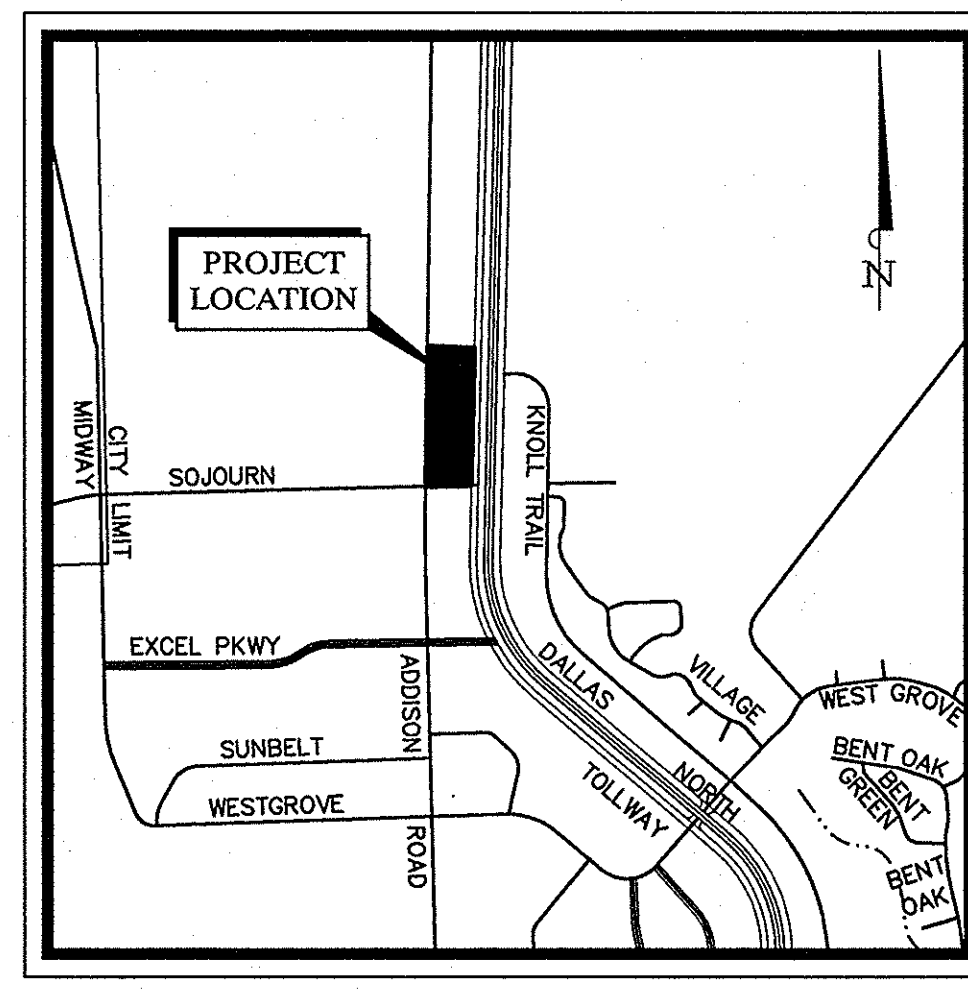 PROJECT
LOCATION
N
MIDWAY
CITY LIMIT
SOJOURN
KNOLL TRAIL
EXCEL PKWY
ADDISON
ROAD
DALLAS
NORTH
TOLLWAY
VILLAGE
WEST GROVE
BENT OAK
BENT
GREEN
BENT
OAK
SUNBELT
WESTGROVE